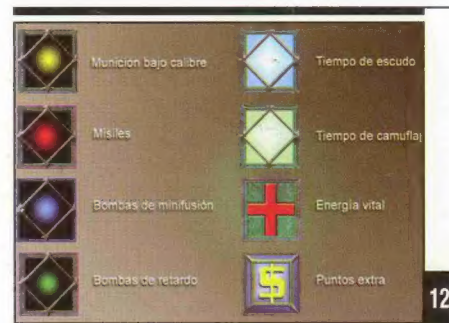 Munición bajo calibre
Misiles
Bombas de minifusión
Bombas de retardo
Tiempo de escudo
Tiempo de camuflaj
Energía vital
$
Puntos extra
12